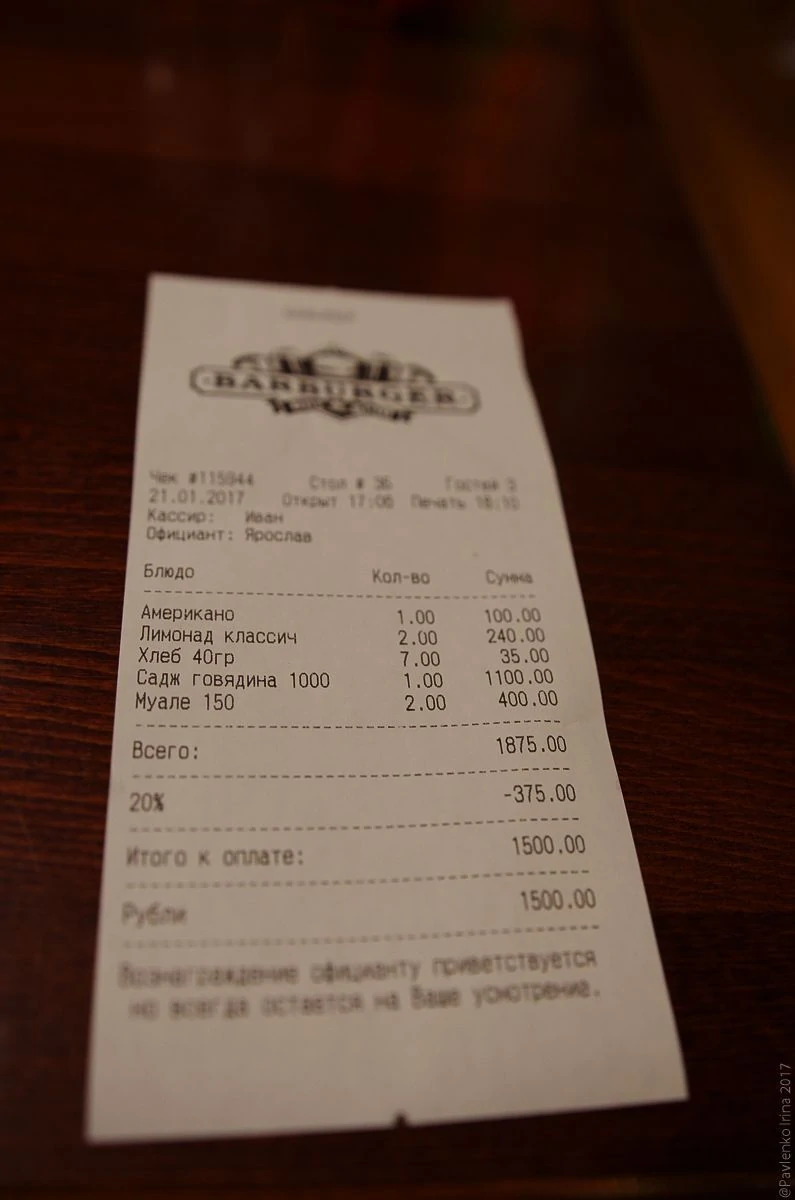 BARBURGER
Чек #115944 Стол # 36 Гостей 3
21.01.2017 Открыт 17:06 Печать 18:10
Кассир: Иван
Официант: Ярослав
Блюдо Кол-во Сумма
Американо 1.00 100.00
Лимонад классич 2.00 240.00
Хлеб 40гр 7.00 35.00
Садж говядина 1000 1.00 1100.00
Муале 150 2.00 400.00
Всего: 1875.00
20% -375.00
Итого к оплате: 1500.00
Рубли 1500.00
Вознаграждение официанту приветствуется
но всегда остается на Ваше усмотрение.
@Pavlenko Irina 2017